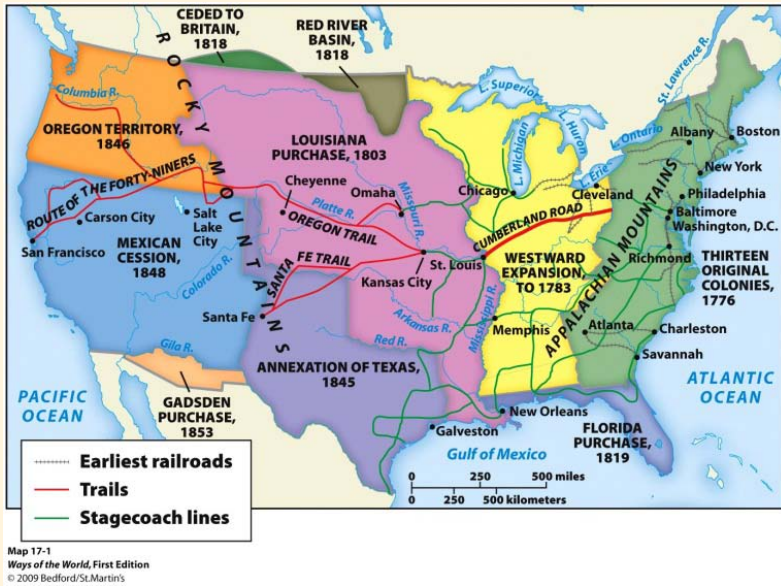 CEDED TO
BRITAIN,
1818
RED RIVER
BASIN,
1818
ROCKY MOUNTAINS
Columbia R.
OREGON TERRITORY,
1846
LOUISIANA
PURCHASE, 1803
L. Superior
L. Michigan
L. Huron
L. Ontario
L. Erie
St. Lawrence R.
Albany
Boston
New York
Philadelphia
Baltimore
Washington, D.C.
Richmond
Cleveland
Chicago
ROUTE OF THE FORTY-NINERS
Carson City
San Francisco
Salt
Lake
City
Cheyenne
Platte R.
OREGON TRAIL
Omaha
Missouri R.
MEXICAN
CESSION,
1848
Colorado R.
SANTA FE TRAIL
Kansas City
St. Louis
CUMBERLAND ROAD
WESTWARD
EXPANSION,
TO 1783
APPALACHIAN MOUNTAINS
THIRTEEN
ORIGINAL
COLONIES,
1776
Santa Fe
Arkansas R.
Red R.
Mississippi R.
Memphis
Atlanta
Charleston
Savannah
Gila R.
GADSDEN
PURCHASE,
1853
ANNEXATION OF TEXAS,
1845
PACIFIC
OCEAN
ATLANTIC
OCEAN
New Orleans
Galveston
FLORIDA
PURCHASE,
1819
Gulf of Mexico
0 250 500 miles
0 250 500 kilometers
Earliest railroads
Trails
Stagecoach lines
Map 17-1
Ways of the World, First Edition
© 2009 Bedford/St.Martin's